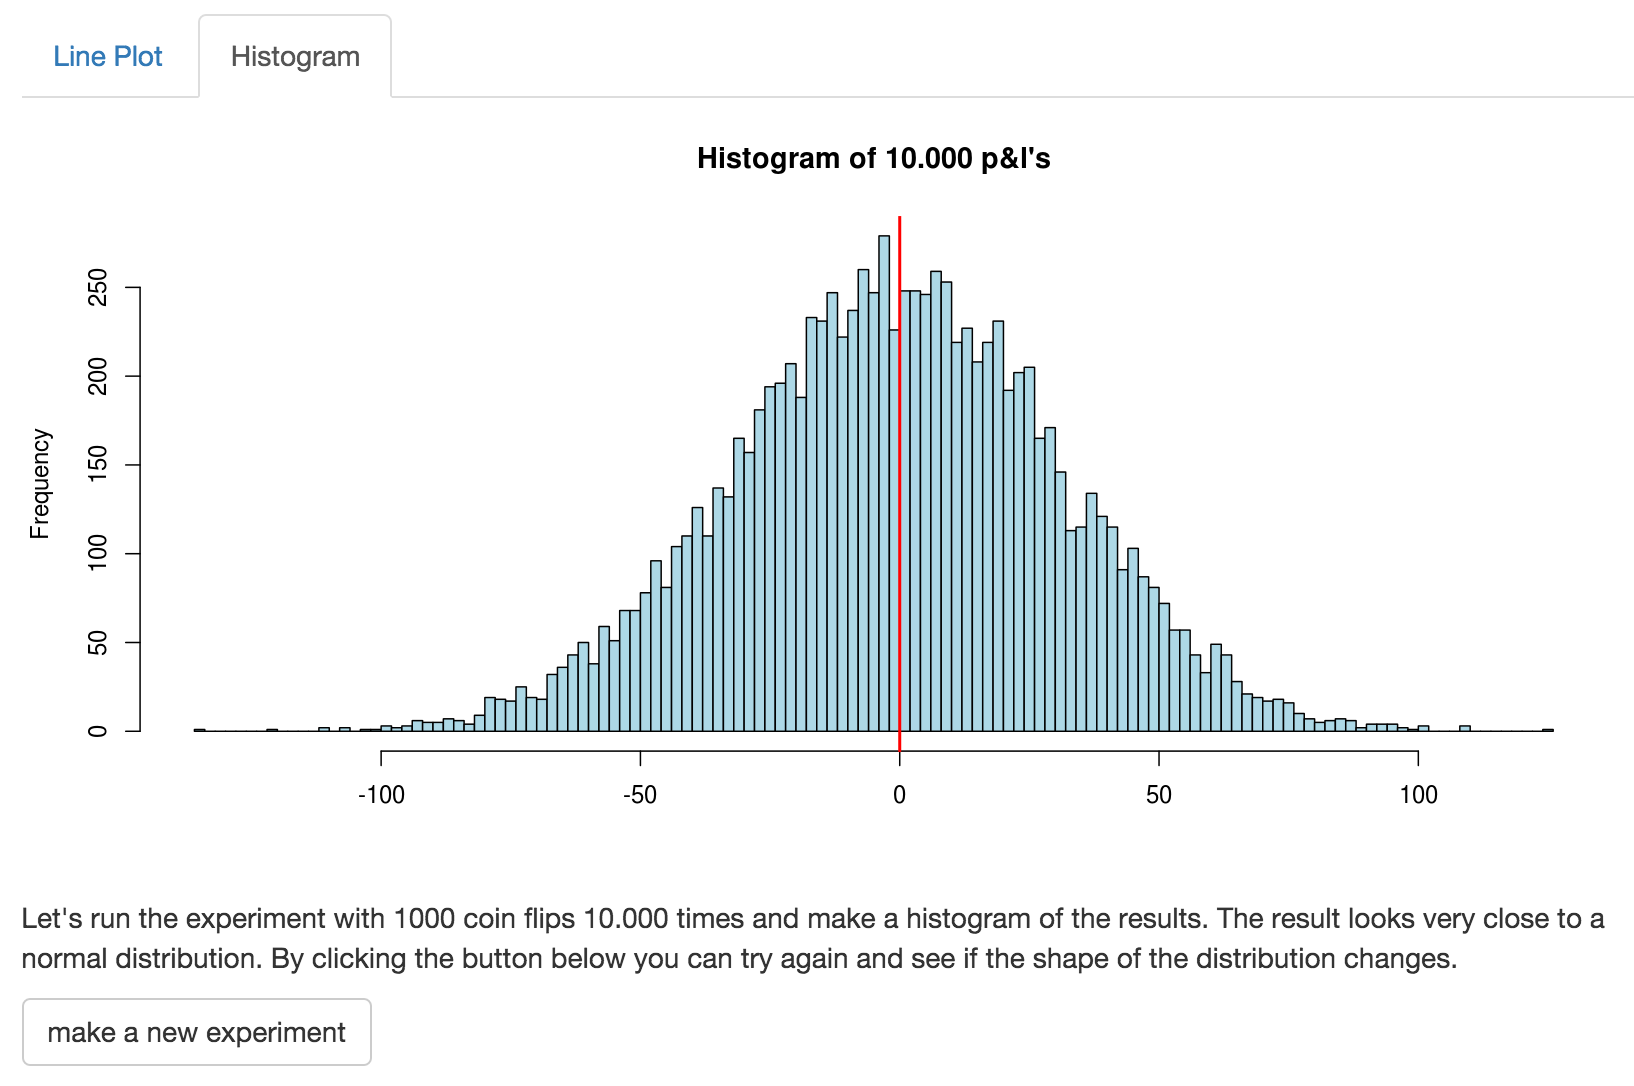 Line Plot
Histogram
Histogram of 10.000 p&l's
Frequency
250
200
150
100
50
0
-100 -50 0 50 100
Let's run the experiment with 1000 coin flips 10.000 times and make a histogram of the results. The result looks very close to a
normal distribution. By clicking the button below you can try again and see if the shape of the distribution changes.
make a new experiment